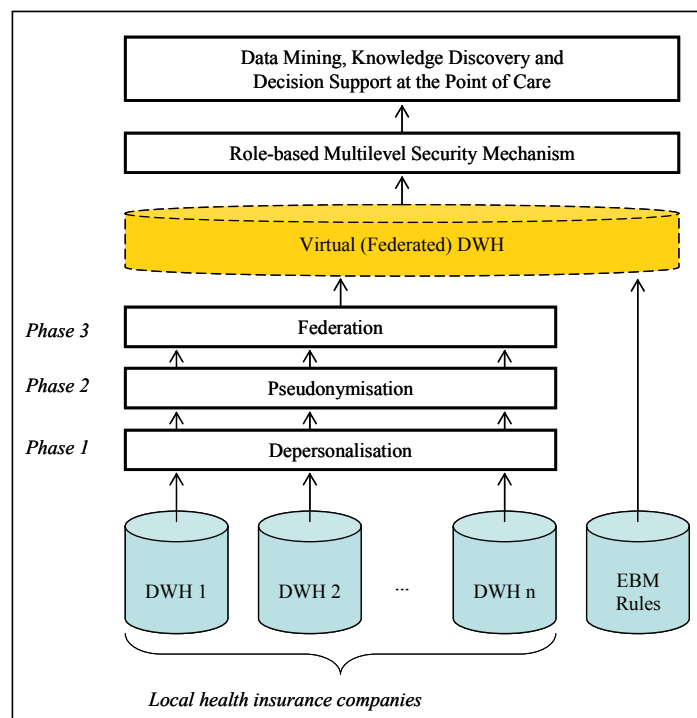 Data Mining, Knowledge Discovery and
Decision Support at the Point of Care
Role-based Multilevel Security Mechanism
Virtual (Federated) DWH
Phase 3
Federation
Phase 2
Pseudonymisation
Phase 1
Depersonalisation
DWH 1
DWH 2
...
DWH n
EBM
Rules
Local health insurance companies